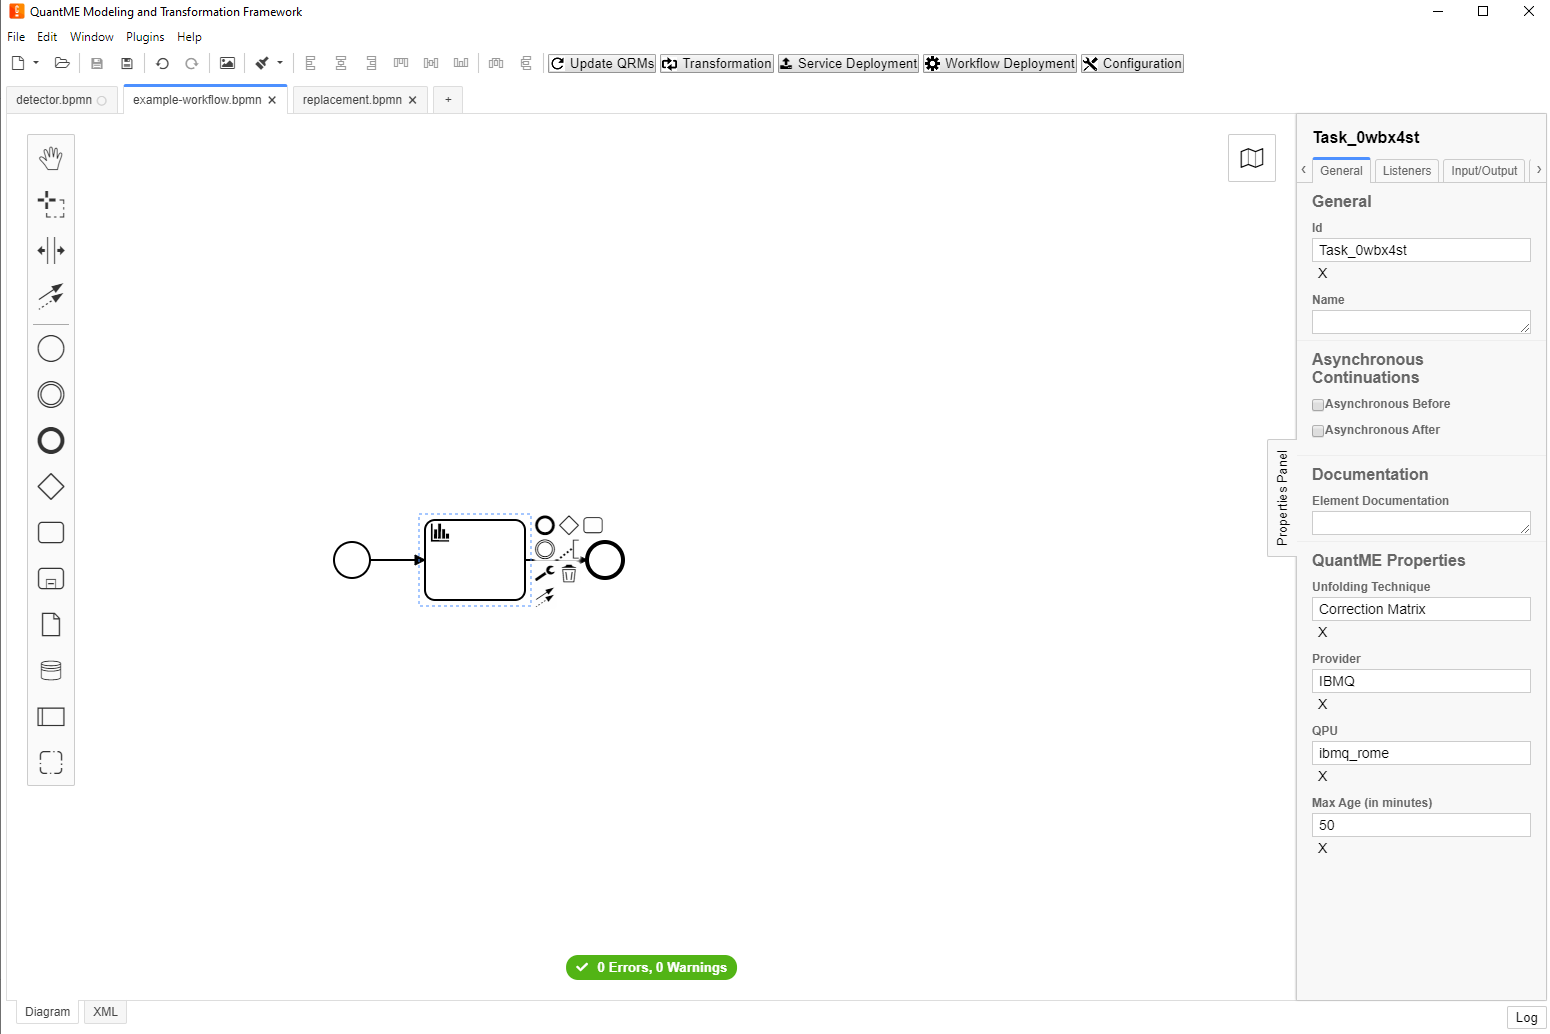 QuantME Modeling and Transformation Framework
File Edit Window Plugins Help
Update QRMs Transformation Service Deployment Workflow Deployment Configuration
detector.bpmn example-workflow.bpmn replacement.bpmn +
Task_0wbx4st
General Listeners Input/Output
General
Id
Task_0wbx4st
X
Name
Asynchronous
Continuations
Asynchronous Before
Asynchronous After
Properties Panel
Documentation
Element Documentation
QuantME Properties
Unfolding Technique
Correction Matrix
X
Provider
IBMQ
X
QPU
ibmq_rome
X
Max Age (in minutes)
50
X
0 Errors, 0 Warnings
Diagram XML
Log